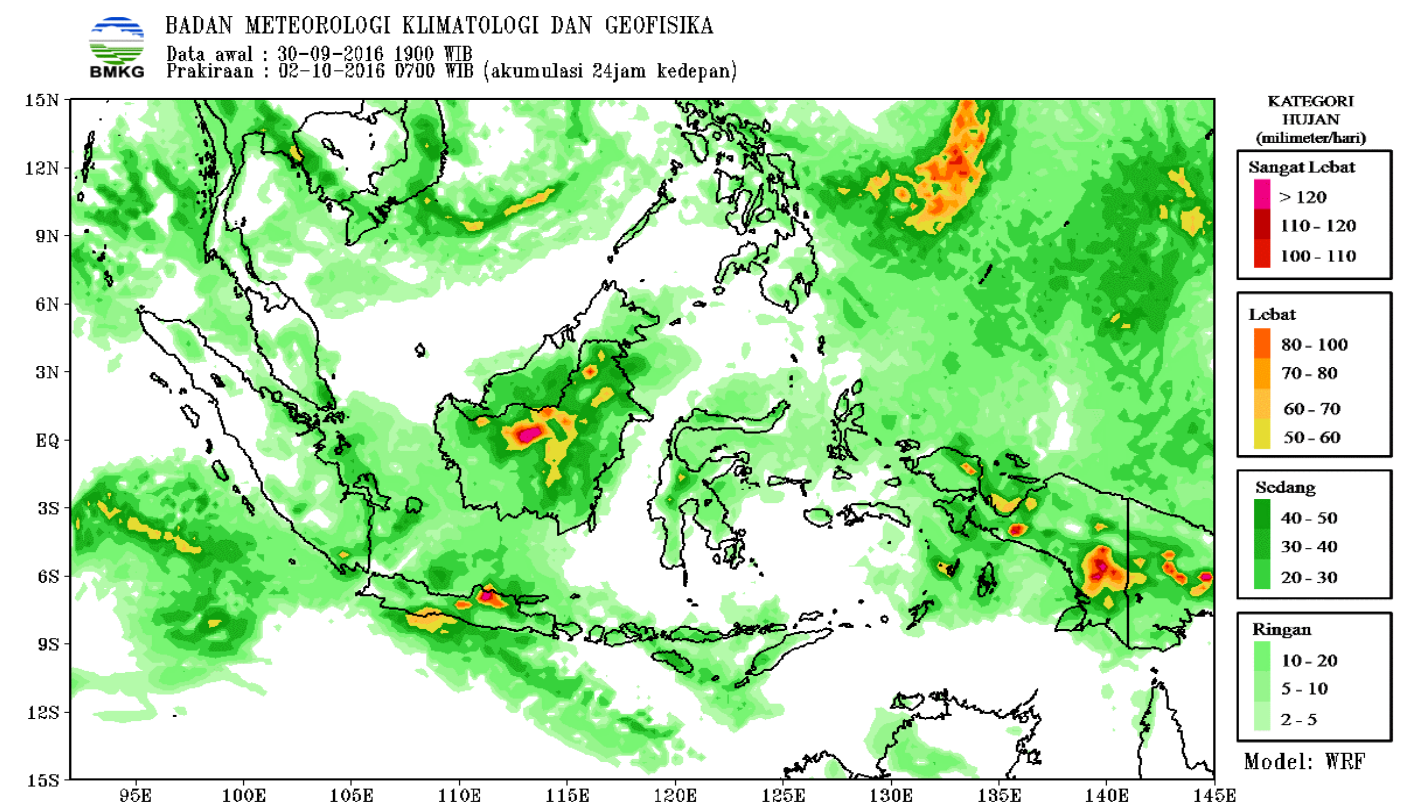 BADAN METEOROLOGI KLIMATOLOGI DAN GEOFISIKA
Data awal : 30-09-2016 1900 WIB
BMKG
Prakiraan : 02-10-2016 0700 WIB (akumulasi 24jam kedepan)
15N
12N
9N
6N
3N
EQ
3S
6S
9S
12S
15S
95E 100E 105E 110E 115E 120E 125E 130E 135E 140E 145E
KATEGORI
HUJAN
(milimeter/hari)
Sangat Lebat
> 120
110 - 120
100 - 110
Lebat
80 - 100
70 - 80
60 - 70
50 - 60
Sedang
40 - 50
30 - 40
20 - 30
Ringan
10 - 20
5 - 10
2 - 5
Model: WRF